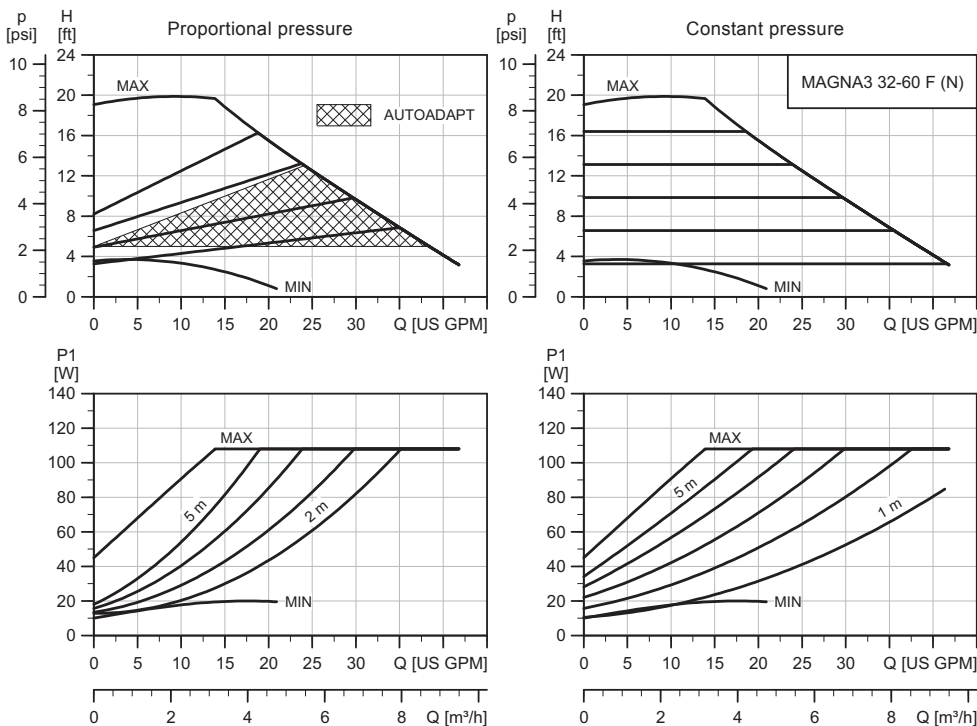 p
[psi]
H
[ft]
Proportional pressure
24
20
16
12
8
4
0
10
8
6
4
2
0
MAX
AUTOADAPT
MIN
0 5 10 15 20 25 30 Q [US GPM]
p
[psi]
H
[ft]
Constant pressure
24
20
16
12
8
4
0
10
8
6
4
2
0
MAX
MAGNA3 32-60 F (N)
MIN
0 5 10 15 20 25 30 Q [US GPM]
P1
[W]
140
120
100
80
60
40
20
0
MAX
5 m
2 m
MIN
0 5 10 15 20 25 30 Q [US GPM]
0 2 4 6 8 Q [m³/h]
P1
[W]
140
120
100
80
60
40
20
0
MAX
5 m
1 m
MIN
0 5 10 15 20 25 30 Q [US GPM]
0 2 4 6 8 Q [m³/h]